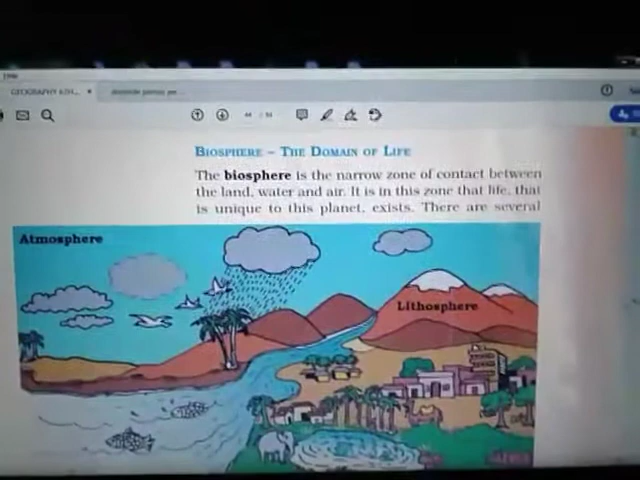 BIOSPHERE – THE DOMAIN OF LIFE
The biosphere is the narrow zone of contact between
the land, water and air. It is in this zone that life, that
is unique to this planet, exists. There are several
Atmosphere
Lithosphere